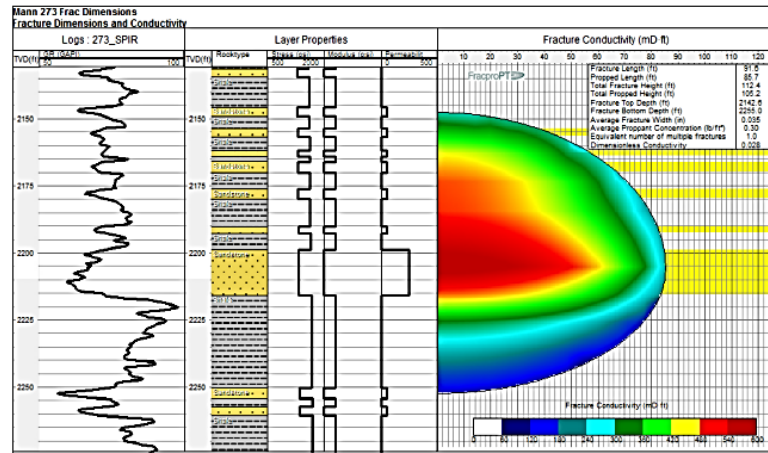 Mann 273 Frac Dimensions
Fracture Dimensions and Conductivity
Logs : 273_SPIR
Layer Properties
Fracture Conductivity (mD·ft)
TVD(ft) GR (GAPI) TVD(ft) Rocktype Stress (psi) Modulus (psi)
50 100 500 2000 0 500
0 10 20 30 40 50 60 70 80 90 100 110 120
FracproPT
Fracture Length (ft) 91.6
Propped Length (ft) 85.7
Total Fracture Height (ft) 112.4
Total Propped Height (ft) 105.2
Fracture Top Depth (ft) 2142.6
Fracture Bottom Depth (ft) 2255.0
Average Fracture Width (in) 0.035
Average Proppant Concentration (lb/ft²) 0.30
Equivalent number of multiple fractures 1.0
Dimensionless Conductivity 0.028
Shale
2150 2150
Shale
Shale
2175 2175
Sandstone
Shale
Shale
2200 2200
Sandstone
Shale
2225 2225
2250 2250
Sandstone
Shale
Fracture Conductivity (mD·ft)
0 60 120 180 240 300 360 420 480 540 600